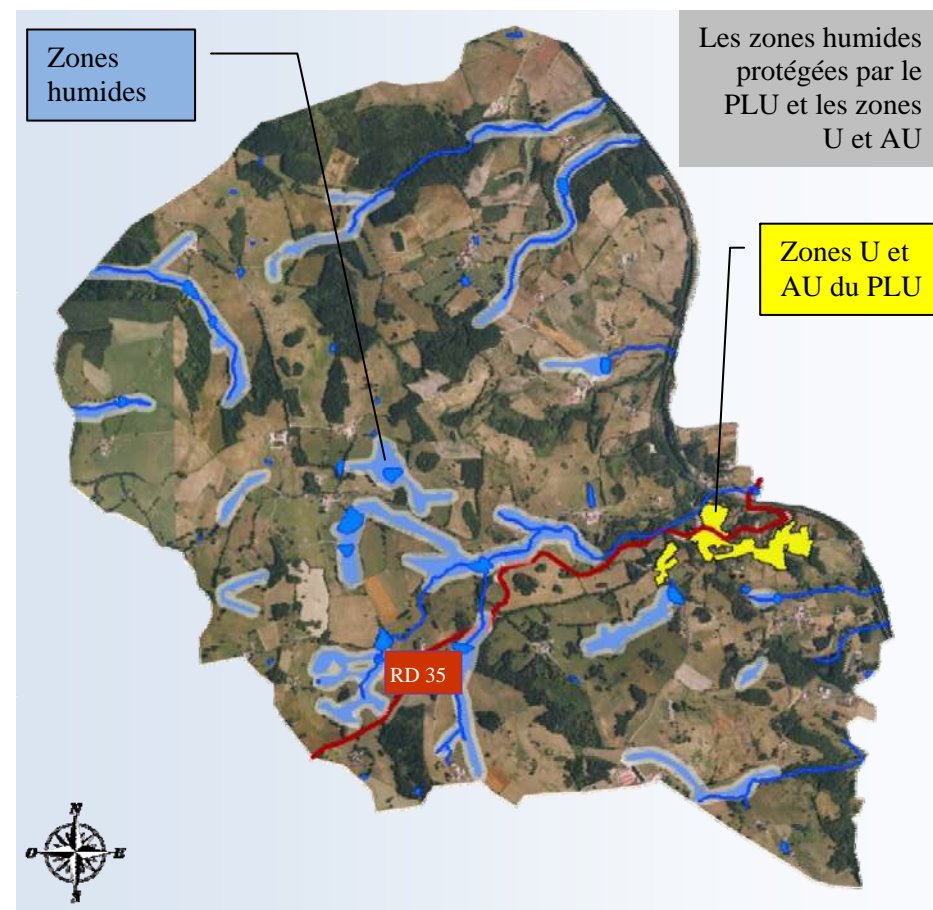 Zones
humides
Les zones humides
protégées par le
PLU et les zones
U et AU
Zones U et
AU du PLU
RD 35
N
O
E